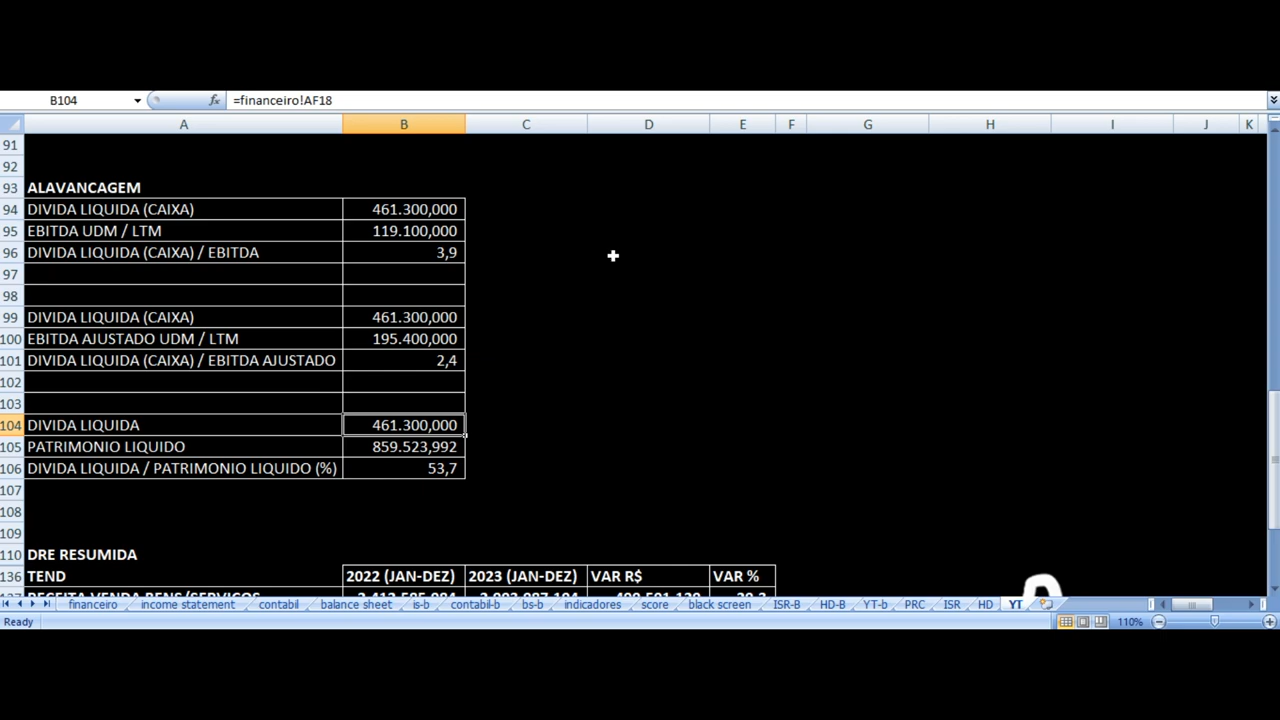 B104 fx =financeiro!AF18
A B C D E F G H I J K
91
92
93 ALAVANCAGEM
94 DIVIDA LIQUIDA (CAIXA) 461.300,000
95 EBITDA UDM / LTM 119.100,000
96 DIVIDA LIQUIDA (CAIXA) / EBITDA 3,9
97
98
99 DIVIDA LIQUIDA (CAIXA) 461.300,000
100 EBITDA AJUSTADO UDM / LTM 195.400,000
101 DIVIDA LIQUIDA (CAIXA) / EBITDA AJUSTADO 2,4
102
103
104 DIVIDA LIQUIDA 461.300,000
105 PATRIMONIO LIQUIDO 859.523,992
106 DIVIDA LIQUIDA / PATRIMONIO LIQUIDO (%) 53,7
107
108
109
110 DRE RESUMIDA
136 TEND 2022 (JAN-DEZ) 2023 (JAN-DEZ) VAR R$ VAR %
RECEITA VENDA BENS/SERVIÇOS
financeiro income statement contabil balance sheet is-b contabil-b bs-b indicadores score black screen ISR-B HD-B YT-b PRC ISR HD YT
Ready 110%